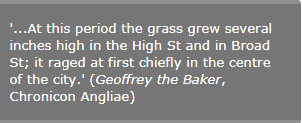 '...At this period the grass grew several
inches high in the High St and in Broad
St; it raged at first chiefly in the centre
of the city.' (Geoffrey the Baker,
Chronicon Angliae)